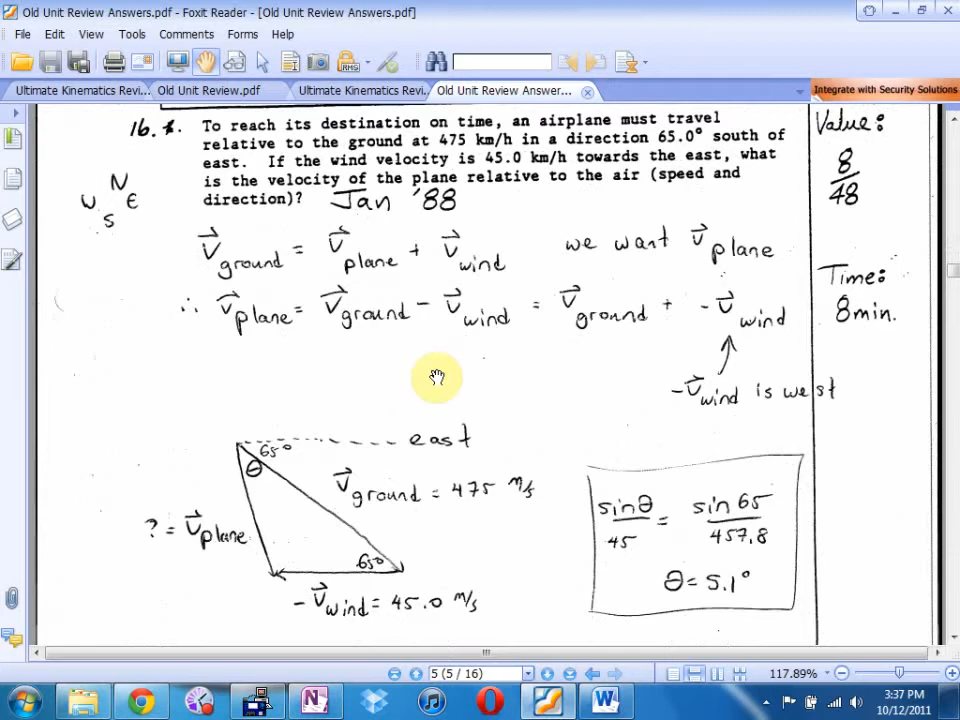 Old Unit Review Answers.pdf - Foxit Reader - [Old Unit Review Answers.pdf]
File Edit View Tools Comments Forms Help
Ultimate Kinematics Revi... Old Unit Review.pdf Ultimate Kinematics Revi... Old Unit Review Answer... Integrate with Security Solutions
16. 1. To reach its destination on time, an airplane must travel
relative to the ground at 475 km/h in a direction 65.0° south of
east. If the wind velocity is 45.0 km/h towards the east, what
is the velocity of the plane relative to the air (speed and
direction)? Jan '88
Value:
8/48
N
W E
S
V⃗ground = v⃗plane + v⃗wind we want v⃗plane
∴ v⃗plane = v⃗ground - v⃗wind = v⃗ground + -v⃗wind
Time:
8min.
-v⃗wind is west
east
65°
θ
v⃗ground = 475 m/s
? = v⃗plane
65°
-v⃗wind = 45.0 m/s
sinθ/45 = sin 65/457.8
θ = 5.1°
5 (5 / 16) 117.89%
3:37 PM
10/12/2011